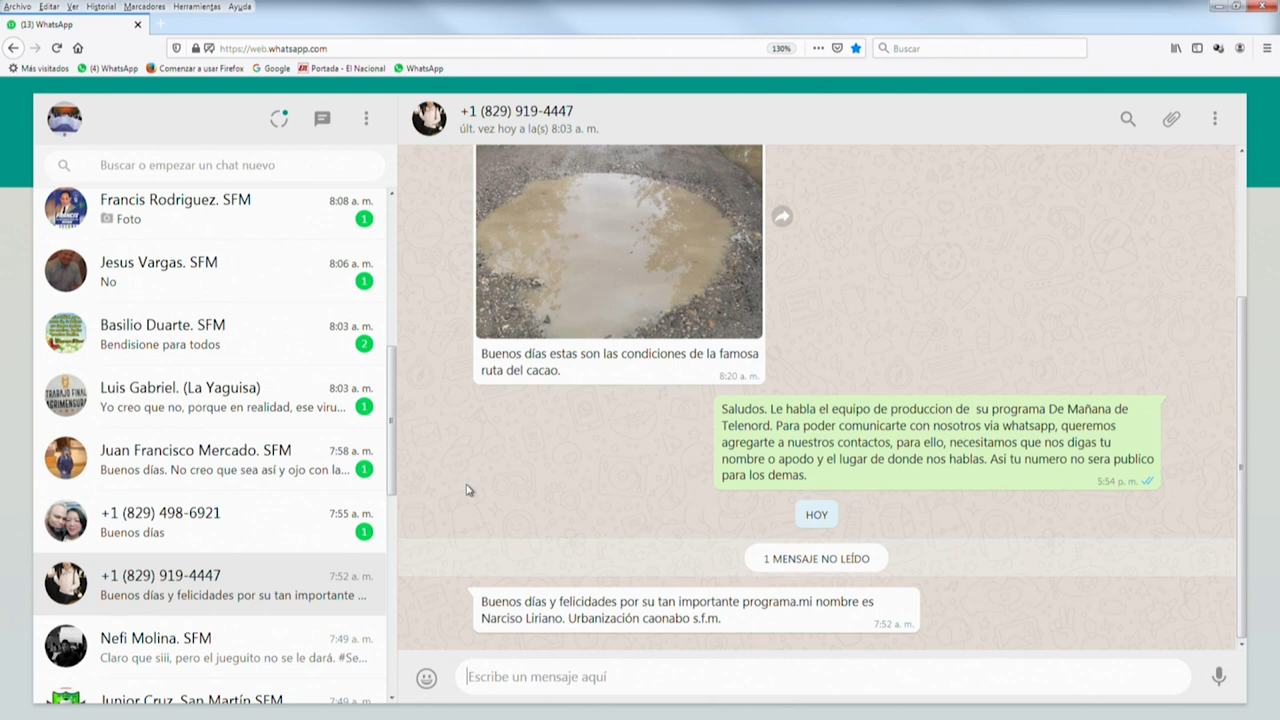 Archivo Editar Ver Historial Marcadores Herramientas Ayuda
(13) WhatsApp
https://web.whatsapp.com
130%
Buscar
Más visitados
(4) WhatsApp
Comenzar a usar Firefox
Google
Portada - El Nacional
WhatsApp
Buscar o empezar un chat nuevo
Francis Rodriguez. SFM 8:08 a. m.
Foto 1
Jesus Vargas. SFM 8:06 a. m.
No 1
Basilio Duarte. SFM 8:03 a. m.
Bendisione para todos 2
TRABAJO FINAL
AGRIMENSURA
Luis Gabriel. (La Yaguisa) 8:03 a. m.
Yo creo que no, porque en realidad, ese viru... 1
Juan Francisco Mercado. SFM 7:58 a. m.
Buenos días. No creo que sea así y ojo con la... 1
+1 (829) 498-6921 7:55 a. m.
Buenos días 1
+1 (829) 919-4447 7:52 a. m.
Buenos días y felicidades por su tan importante ...
Nefi Molina. SFM 7:49 a. m.
Claro que siii, pero el jueguito no se le dará. #Se...
Junior Cruz. San Martín SFM 7:49 a. m.
+1 (829) 919-4447
últ. vez hoy a la(s) 8:03 a. m.
Buenos días estas son las condiciones de la famosa
ruta del cacao.
8:20 a. m.
Saludos. Le habla el equipo de produccion de su programa De Mañana de
Telenord. Para poder comunicarte con nosotros via whatsapp, queremos
agregarte a nuestros contactos, para ello, necesitamos que nos digas tu
nombre o apodo y el lugar de donde nos hablas. Asi tu numero no sera publico
para los demas.
5:54 p. m.
HOY
1 MENSAJE NO LEÍDO
Buenos días y felicidades por su tan importante programa.mi nombre es
Narciso Liriano. Urbanización caonabo s.f.m.
7:52 a. m.
Escribe un mensaje aquí